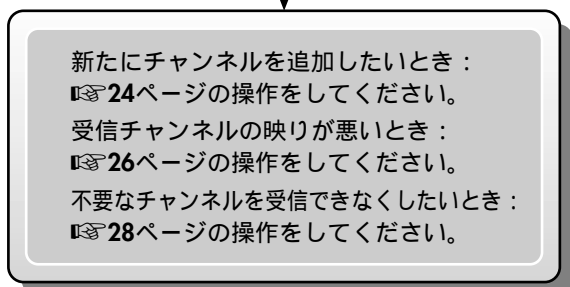 新たにチャンネルを追加したいとき：
☞24ページの操作をしてください。
受信チャンネルの映りが悪いとき：
☞26ページの操作をしてください。
不要なチャンネルを受信できなくしたいとき：
☞28ページの操作をしてください。